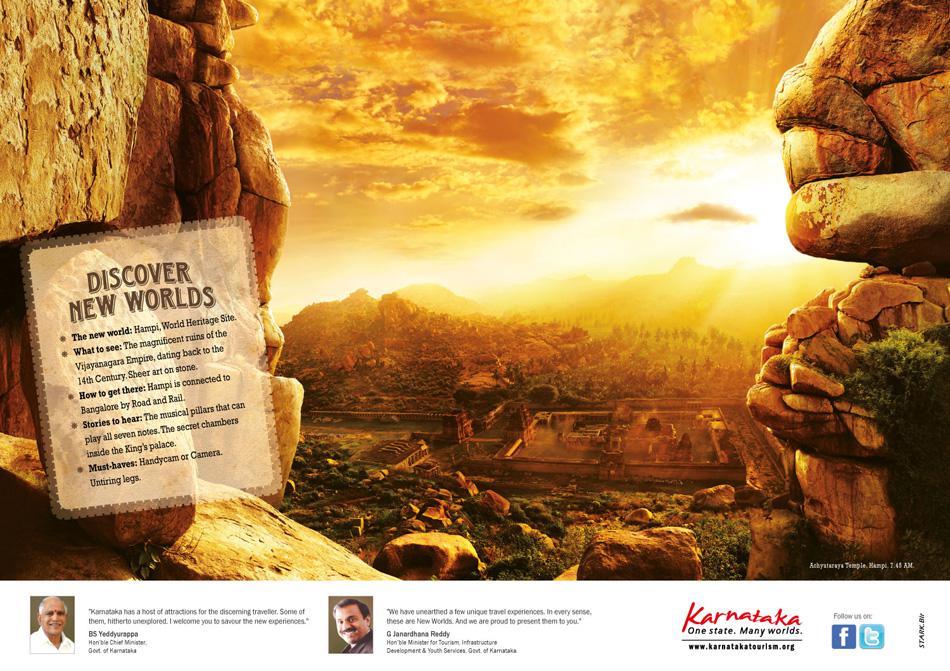 DISCOVER
NEW WORLDS
The new world: Hampi, World Heritage Site.
What to see: The magnificent ruins of the
Vijayanagara Empire, dating back to the
14th Century. Sheer art on stone.
How to get there: Hampi is connected to
Bangalore by Road and Rail.
Stories to hear: The musical pillars that can
play all seven notes. The secret chambers
inside the King's palace.
Must-haves: Handycam or Camera.
Untiring legs.
Achyutaraya Temple, Hampi. 7.45 AM.
"Karnataka has a host of attractions for the discerning traveller. Some of
them, hitherto unexplored. I welcome you to savour the new experiences."
BS Yeddyurappa
Hon'ble Chief Minister,
Govt. of Karnataka
"We have unearthed a few unique travel experiences. In every sense,
these are New Worlds. And we are proud to present them to you."
G Janardhana Reddy
Hon'ble Minister for Tourism, Infrastructure
Development & Youth Services, Govt. of Karnataka
Karnataka
One state. Many worlds.
www.karnatakatourism.org
Follow us on:
f
t
STARK.Blr